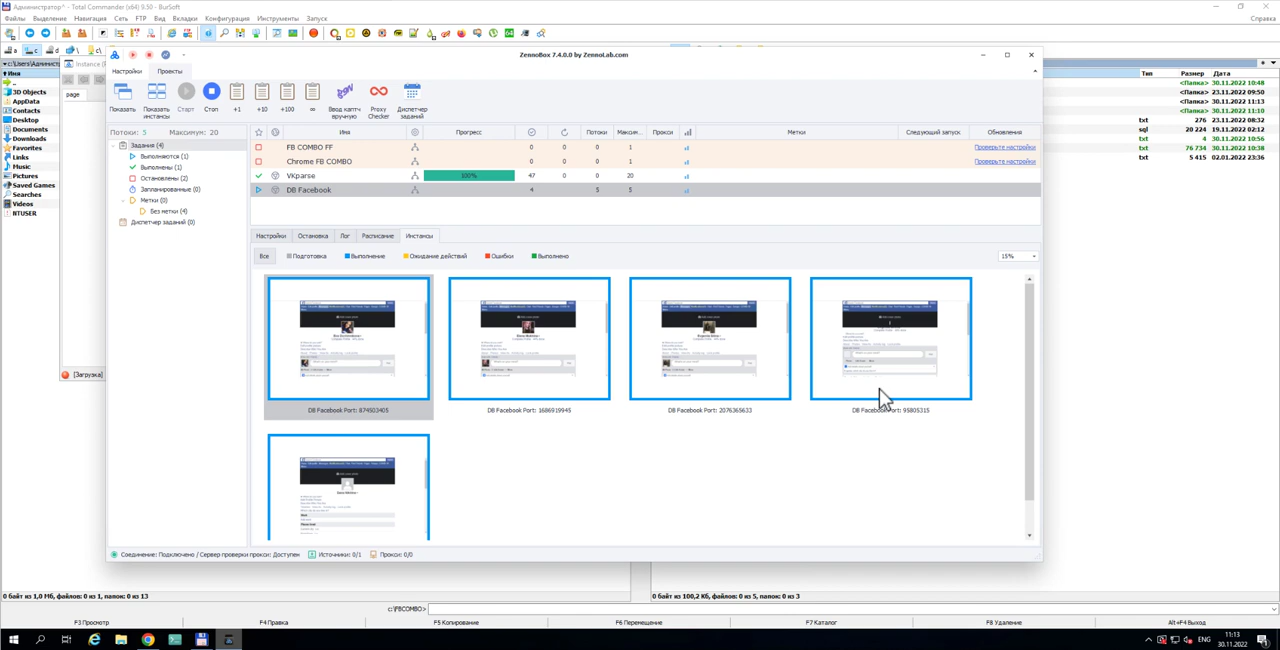 Администратор^ - Total Commander (x64) 9.50 - BurSoft
Файлы Выделение Навигация Сеть FTP Вид Вкладки Конфигурация Инструменты Запуск Справка
ZennoBox 7.4.0.0 by ZennoLab.com
Настройки Проекты
Показать Показать инстансы Старт Стоп +1 +10 +100 ∞ Ввод каптч вручную Proxy Checker Диспетчер заданий
Потоки: 5 Максимум: 20
Имя Прогресс Потоки Максим... Прокси Метки Следующий запуск Обновления
Задания (4)
Выполняются (1)
Выполнены (1)
Остановлены (2)
Запланированные (0)
Метки (0)
Без метки (4)
Диспетчер заданий (0)
FB COMBO FF 0 0 0 1 Проверьте настройки
Chrome FB COMBO 0 0 0 1 Проверьте настройки
VKparse 100% 47 0 0 20
DB Facebook 4 5 5
Настройки Остановка Лог Расписание Инстансы
Все Подготовка Выполнение Ожидание действий Ошибки Выполнено 15%
DB Facebook Port: 874503405
DB Facebook Port: 1686919945
DB Facebook Port: 2076365633
DB Facebook Port: 95805315
Соединение: Подключено / Сервер проверки прокси: Доступен Источники: 0/1 Прокси: 0/0
c:\Users\Админист
Имя
..
3D Objects
AppData
Contacts
Desktop
Documents
Downloads
Favorites
Links
Music
Pictures
Saved Games
Searches
Videos
NTUSER
Instance (
page
[Загрузка]
Тип Размер Дата
<Папка> 30.11.2022 10:48
<Папка> 23.11.2022 09:50
<Папка> 30.11.2022 11:13
<Папка> 30.11.2022 11:10
txt 276 23.11.2022 08:32
sql 20 224 19.11.2022 02:12
txt 4 30.11.2022 10:56
txt 76 734 30.11.2022 10:38
txt 5 415 02.01.2022 23:36
0 байт из 1,0 Мб, файлов: 0 из 1, папок: 0 из 13
0 байт из 100,2 Кб, файлов: 0 из 5, папок: 0 из 3
c:\FBCOMBO>
F3 Просмотр F4 Правка F5 Копирование F6 Перемещение F7 Каталог F8 Удаление Alt+F4 Выход
ENG
11:13
30.11.2022